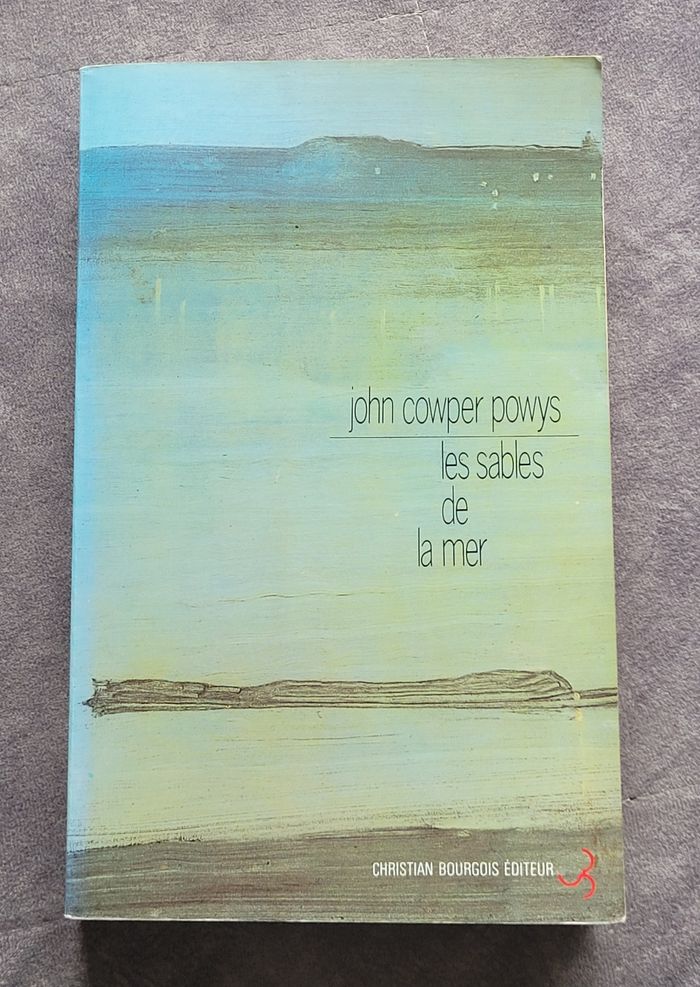 john cowper powys
les sables
de
la mer
CHRISTIAN BOURGOIS ÉDITEUR